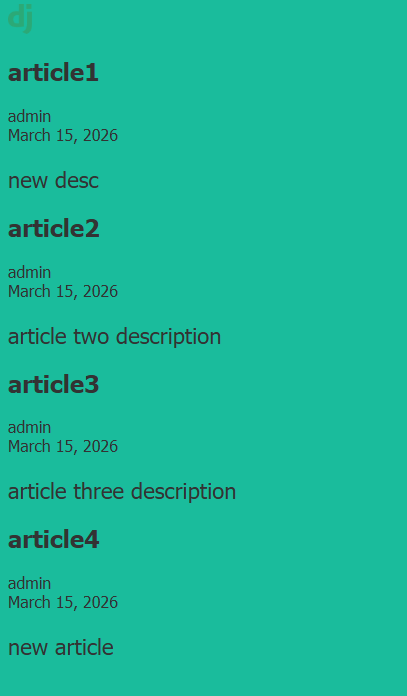 dj
article1
admin
March 15, 2026
new desc
article2
admin
March 15, 2026
article two description
article3
admin
March 15, 2026
article three description
article4
admin
March 15, 2026
new article